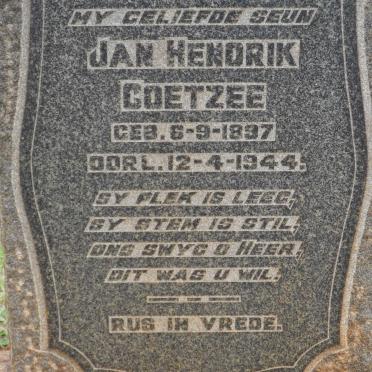 MY GELIEFDE SEUN
JAN HENDRIK
COETZEE
GEB. 6-9-1897
OORL. 12-4-1944.
SY PLEK IS LEEG,
SY STEM IS STIL,
ONS SWYG O HEER,
DIT WAS U WIL.
RUS IN VREDE.